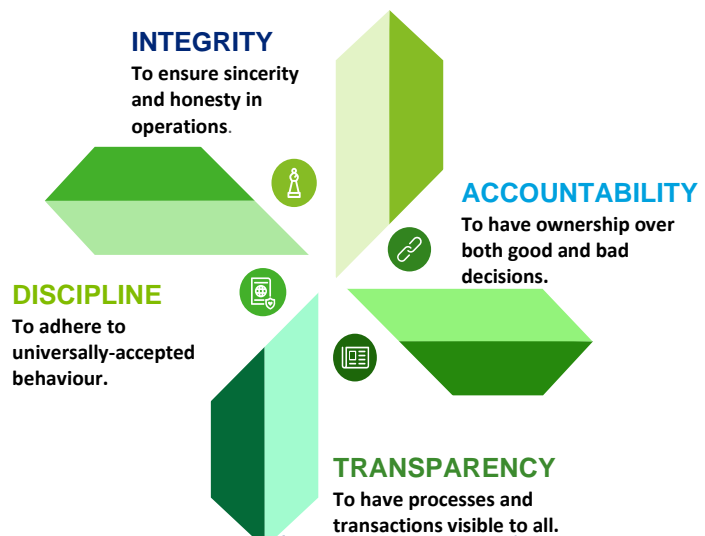 INTEGRITY
To ensure sincerity
and honesty in
operations.
ACCOUNTABILITY
To have ownership over
both good and bad
decisions.
DISCIPLINE
To adhere to
universally-accepted
behaviour.
TRANSPARENCY
To have processes and
transactions visible to all.